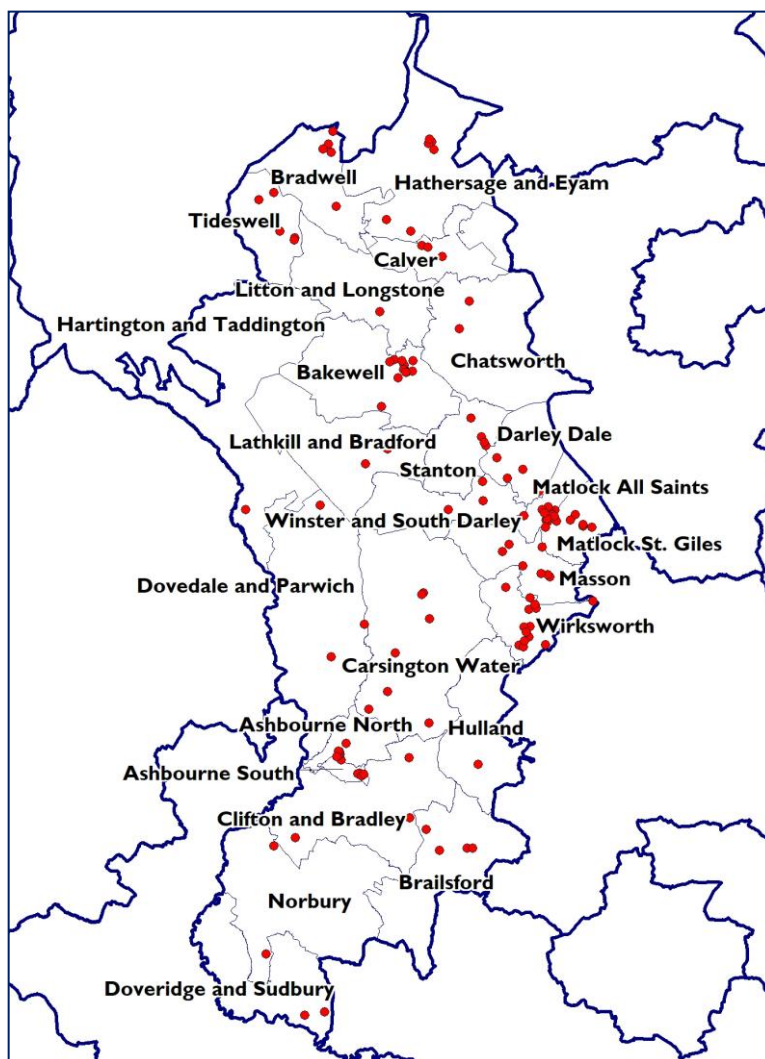 Bradwell
Hathersage and Eyam
Tideswell
Calver
Litton and Longstone
Hartington and Taddington
Chatsworth
Bakewell
Darley Dale
Lathkill and Bradford
Stanton
Matlock All Saints
Winster and South Darley
Matlock St. Giles
Masson
Dovedale and Parwich
Wirksworth
Carsington Water
Ashbourne North
Hulland
Ashbourne South
Clifton and Bradley
Brailsford
Norbury
Doveridge and Sudbury